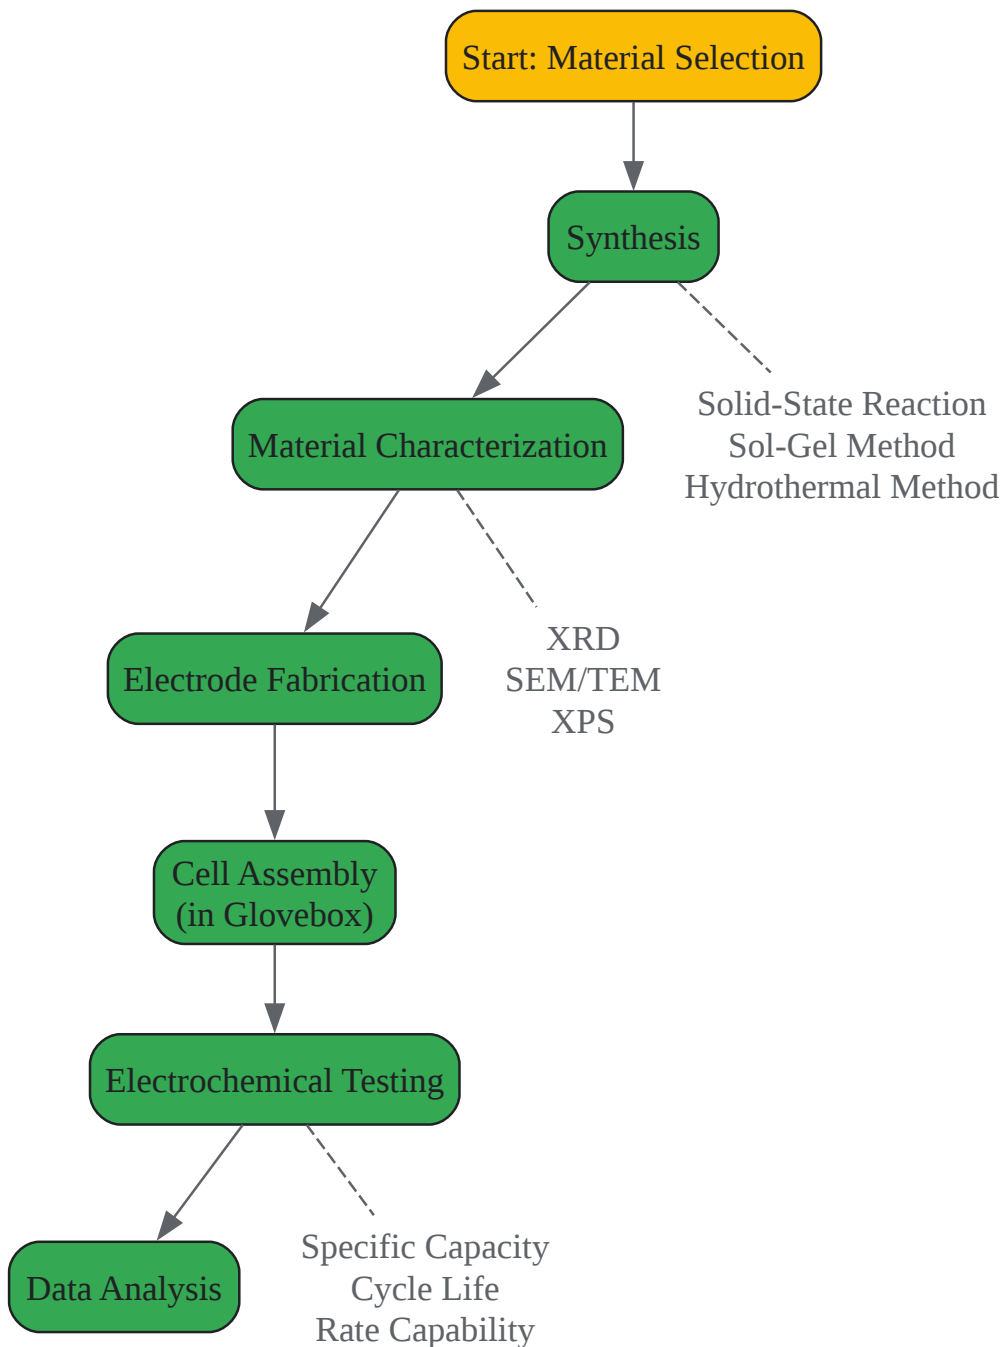 Start: Material Selection
Synthesis
Solid-State Reaction
Sol-Gel Method
Hydrothermal Method
Material Characterization
XRD
SEM/TEM
XPS
Electrode Fabrication
Cell Assembly
(in Glovebox)
Electrochemical Testing
Specific Capacity
Cycle Life
Rate Capability
Data Analysis